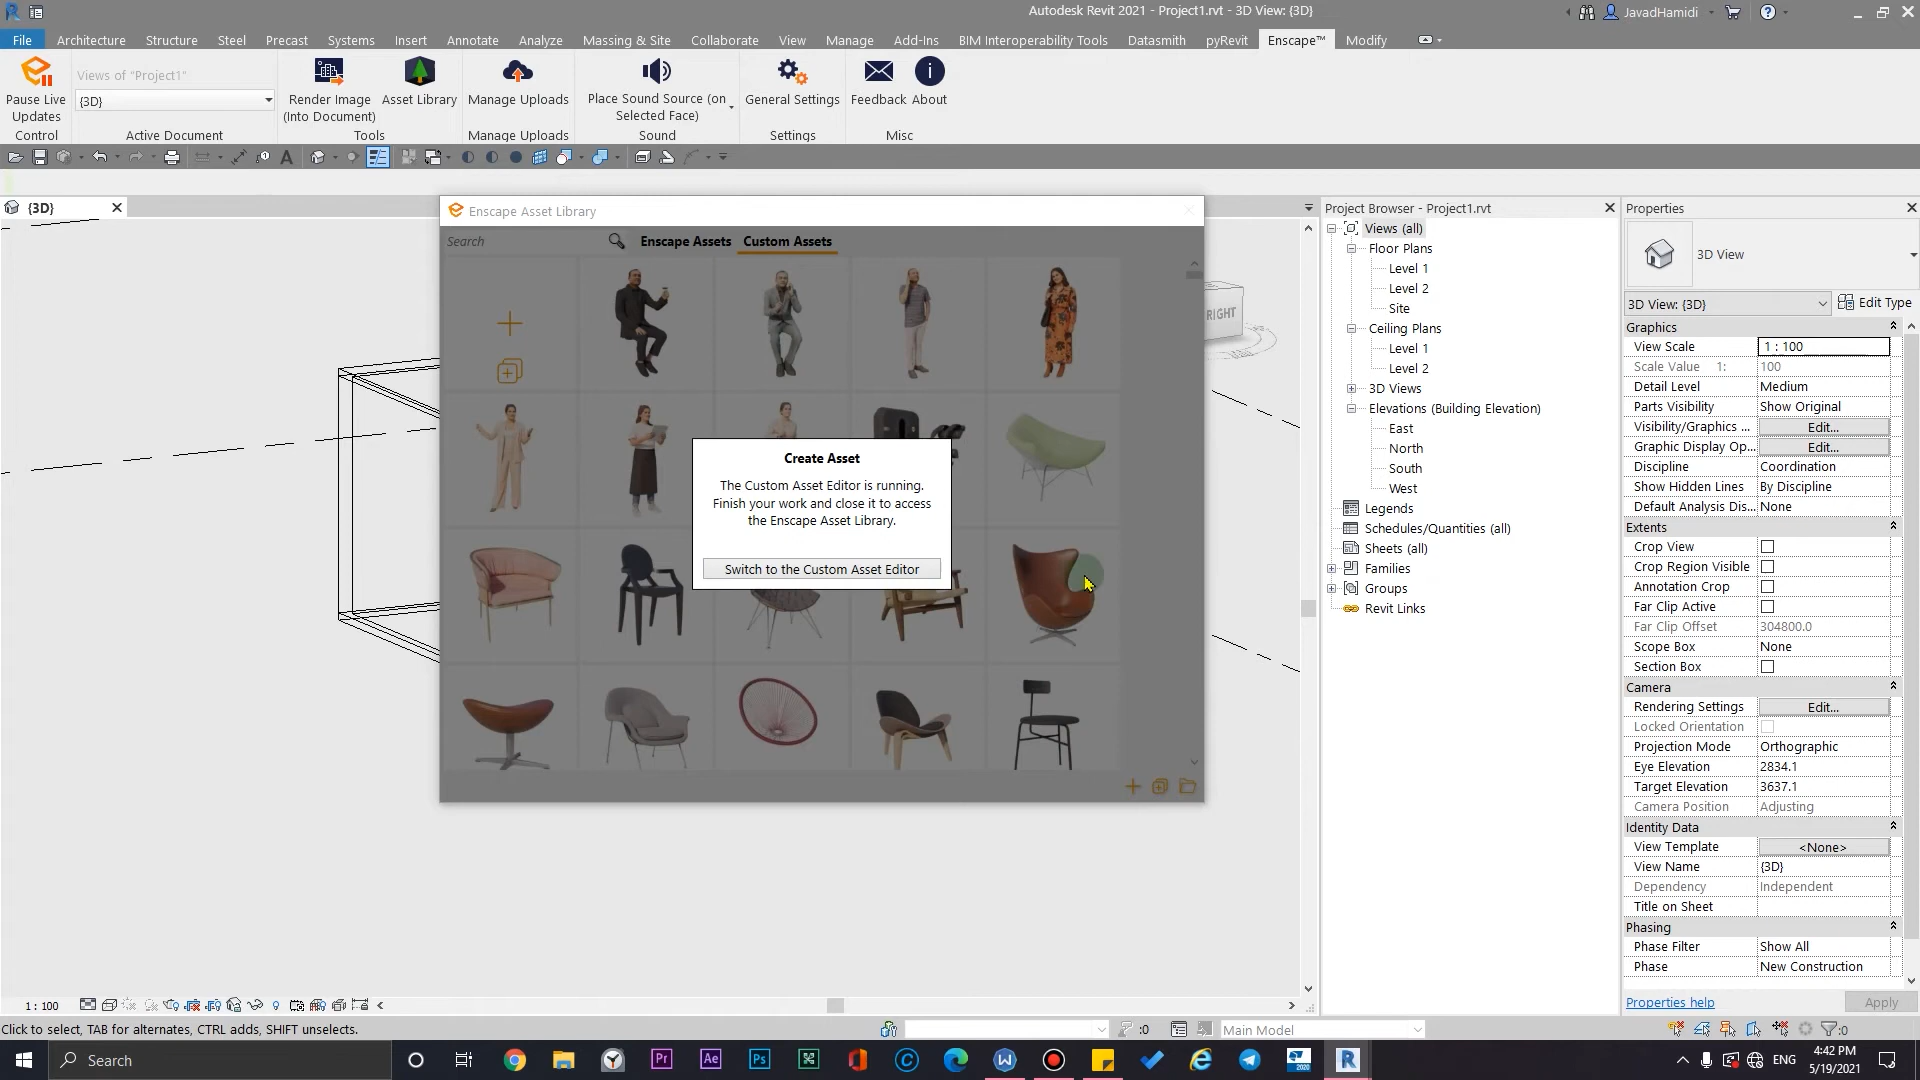 Autodesk Revit 2021 - Project1.rvt - 3D View: {3D}
JavadHamidi
File Architecture Structure Steel Precast Systems Insert Annotate Analyze Massing & Site Collaborate View Manage Add-Ins BIM Interoperability Tools Datasmith pyRevit Enscape™ Modify
Views of "Project1"
{3D}
Pause Live
Updates
Render Image
(Into Document)
Asset Library
Manage Uploads
Place Sound Source (on
Selected Face)
General Settings
Feedback
About
Control
Active Document
Tools
Manage Uploads
Sound
Settings
Misc
{3D}
Enscape Asset Library
Search
Enscape Assets
Custom Assets
Create Asset
The Custom Asset Editor is running.
Finish your work and close it to access
the Enscape Asset Library.
Switch to the Custom Asset Editor
RIGHT
Project Browser - Project1.rvt
Views (all)
Floor Plans
Level 1
Level 2
Site
Ceiling Plans
Level 1
Level 2
3D Views
Elevations (Building Elevation)
East
North
South
West
Legends
Schedules/Quantities (all)
Sheets (all)
Families
Groups
Revit Links
Properties
3D View
3D View: {3D}
Edit Type
Graphics
View Scale 1 : 100
Scale Value 1: 100
Detail Level Medium
Parts Visibility Show Original
Visibility/Graphics ... Edit...
Graphic Display Op... Edit...
Discipline Coordination
Show Hidden Lines By Discipline
Default Analysis Dis... None
Extents
Crop View
Crop Region Visible
Annotation Crop
Far Clip Active
Far Clip Offset 304800.0
Scope Box None
Section Box
Camera
Rendering Settings Edit...
Locked Orientation
Projection Mode Orthographic
Eye Elevation 2834.1
Target Elevation 3637.1
Camera Position Adjusting
Identity Data
View Template <None>
View Name {3D}
Dependency Independent
Title on Sheet
Phasing
Phase Filter Show All
Phase New Construction
Properties help
Apply
1 : 100
Click to select, TAB for alternates, CTRL adds, SHIFT unselects.
:0
Main Model
:0
Search
Pr
Ae
Ps
2020
R
ENG
4:42 PM
5/19/2021